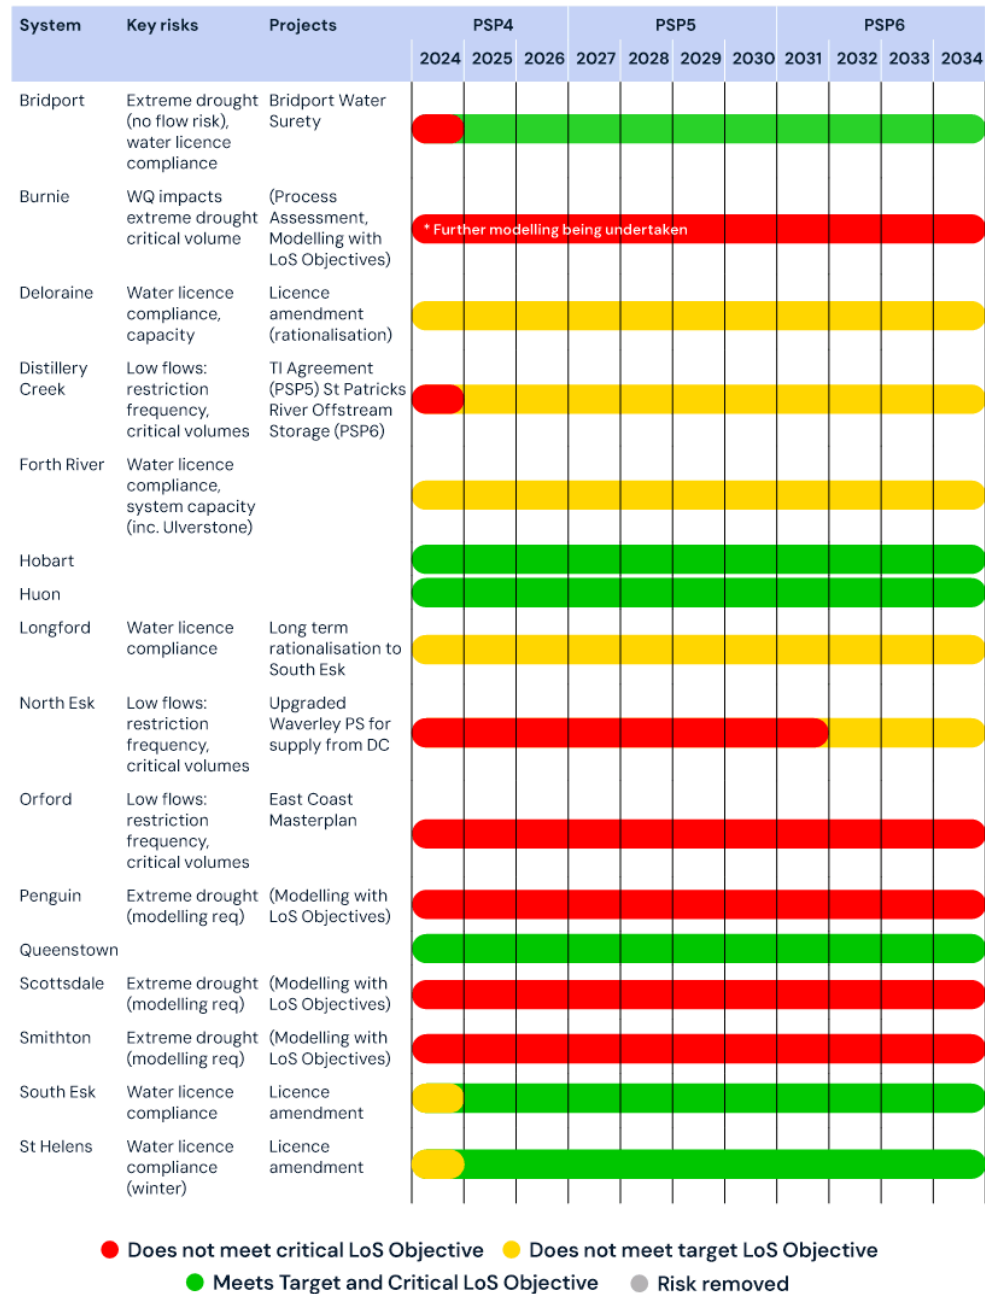 System Key risks Projects PSP4 PSP5 PSP6
2024 2025 2026 2027 2028 2029 2030 2031 2032 2033 2034
Bridport Extreme drought Bridport Water
(no flow risk), Surety
water licence
compliance
Burnie WQ impacts (Process
extreme drought Assessment,
critical volume Modelling with
LoS Objectives)
* Further modelling being undertaken
Deloraine Water licence Licence
compliance, amendment
capacity (rationalisation)
Distillery Low flows: TI Agreement
Creek restriction (PSP5) St Patricks
frequency, River Offstream
critical volumes Storage (PSP6)
Forth River Water licence
compliance,
system capacity
(inc. Ulverstone)
Hobart
Huon
Longford Water licence Long term
compliance rationalisation to
South Esk
North Esk Low flows: Upgraded
restriction Waverley PS for
frequency, supply from DC
critical volumes
Orford Low flows: East Coast
restriction Masterplan
frequency,
critical volumes
Penguin Extreme drought (Modelling with
(modelling req) LoS Objectives)
Queenstown
Scottsdale Extreme drought (Modelling with
(modelling req) LoS Objectives)
Smithton Extreme drought (Modelling with
(modelling req) LoS Objectives)
South Esk Water licence Licence
compliance amendment
St Helens Water licence Licence
compliance amendment
(winter)
Does not meet critical LoS Objective Does not meet target LoS Objective
Meets Target and Critical LoS Objective Risk removed